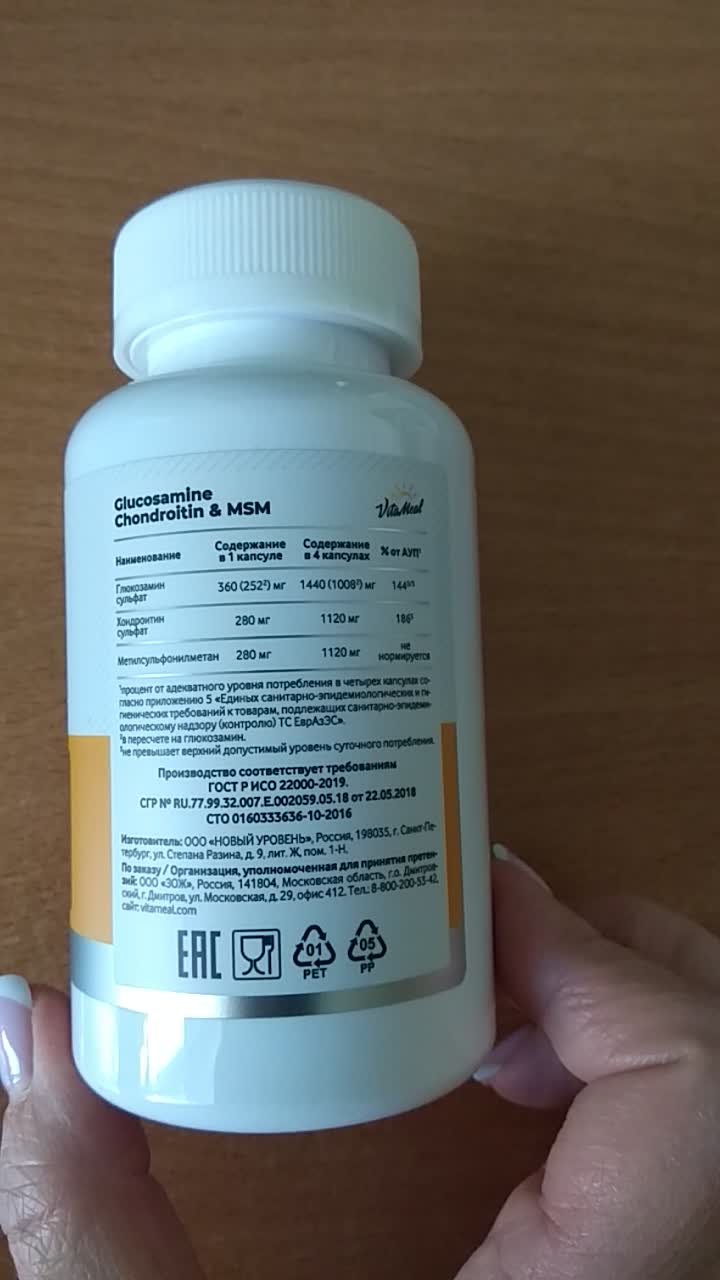 Glucosamine
Chondroitin & MSM
VitaMeal
Наименование Содержание в 1 капсуле Содержание в 4 капсулах % от АУП¹
Глюкозамин сульфат 360 (252²) мг 1440 (1008²) мг 144
Хондроитин сульфат 280 мг 1120 мг 186³
Метилсульфонилметан 280 мг 1120 мг не нормируется
¹процент от адекватного уровня потребления в четырех капсулах со-
гласно приложению 5 «Единых санитарно-эпидемиологических и ги-
гиенических требований к товарам, подлежащих санитарно-эпидеми-
ологическому надзору (контролю) ТС ЕврАзЭС».
²в пересчете на глюкозамин.
³не превышает верхний допустимый уровень суточного потребления.
Производство соответствует требованиям
ГОСТ Р ИСО 22000-2019.
СГР № RU.77.99.32.007.E.002059.05.18 от 22.05.2018
СТО 0160333636-10-2016
Изготовитель: ООО «НОВЫЙ УРОВЕНЬ», Россия, 198035, г. Санкт-Пе-
тербург, ул. Степана Разина, д. 9, лит. Ж, пом. 1-Н.
По заказу / Организация, уполномоченная для принятия претен-
зий: ООО «ЗОЖ», Россия, 141804, Московская область, г.о. Дмитров-
ский, г. Дмитров, ул. Московская, д. 29, офис 412. Тел.: 8-800-200-53-42,
сайт: vitameal.com
EAC 01 05
PET PP